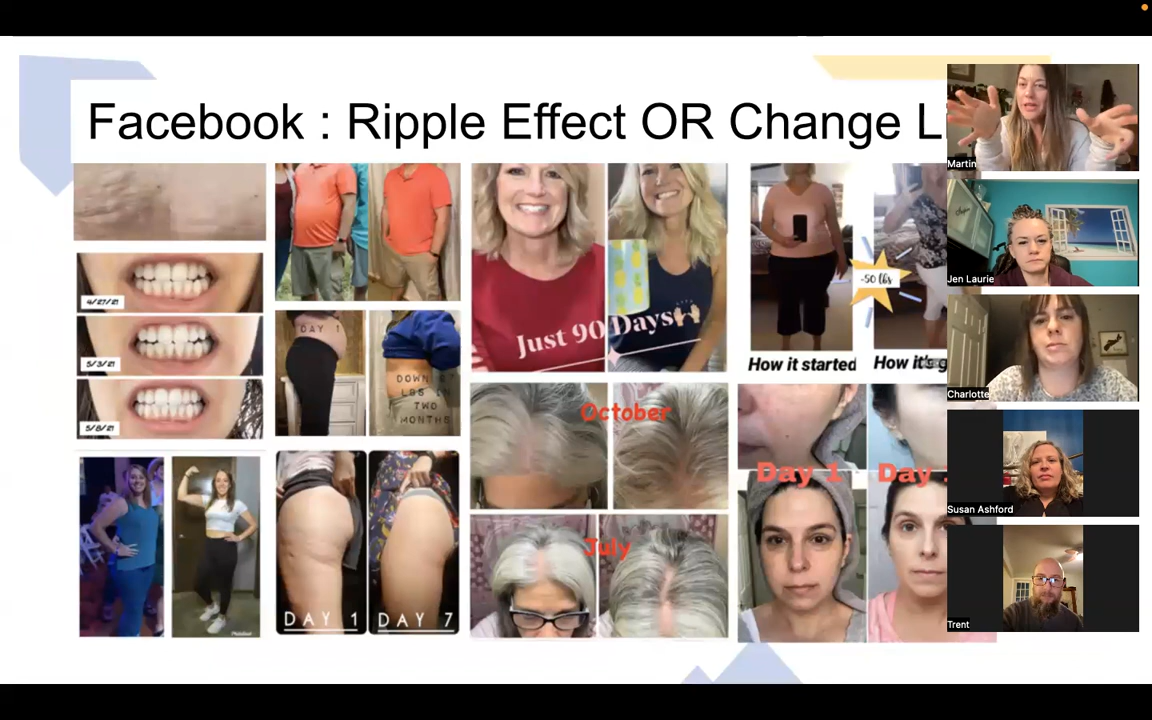 Facebook : Ripple Effect OR Change L
4/27/21
5/3/21
5/8/21
DAY 1
DOWN
LBS IN
TWO
MONTHS
DAY 1
DAY 7
Just 90 Days
October
July
-50 lbs
How it started
How it's g
Day 1
Day
Martin
Jen Laurie
Charlotte
Susan Ashford
Trent